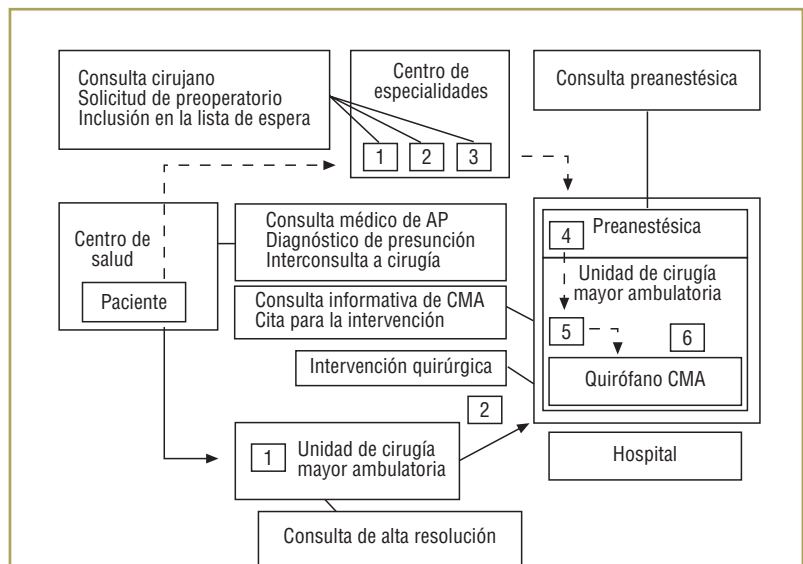 Consulta cirujano
Solicitud de preoperatorio
Inclusión en la lista de espera
Centro de
especialidades
1 2 3
Consulta preanestésica
Centro de
salud
Paciente
Consulta médico de AP
Diagnóstico de presunción
Interconsulta a cirugía
Consulta informativa de CMA
Cita para la intervención
Intervención quirúrgica
4 Preanestésica
Unidad de cirugía
mayor ambulatoria
5 6
Quirófano CMA
2
1 Unidad de cirugía
mayor ambulatoria
Hospital
Consulta de alta resolución